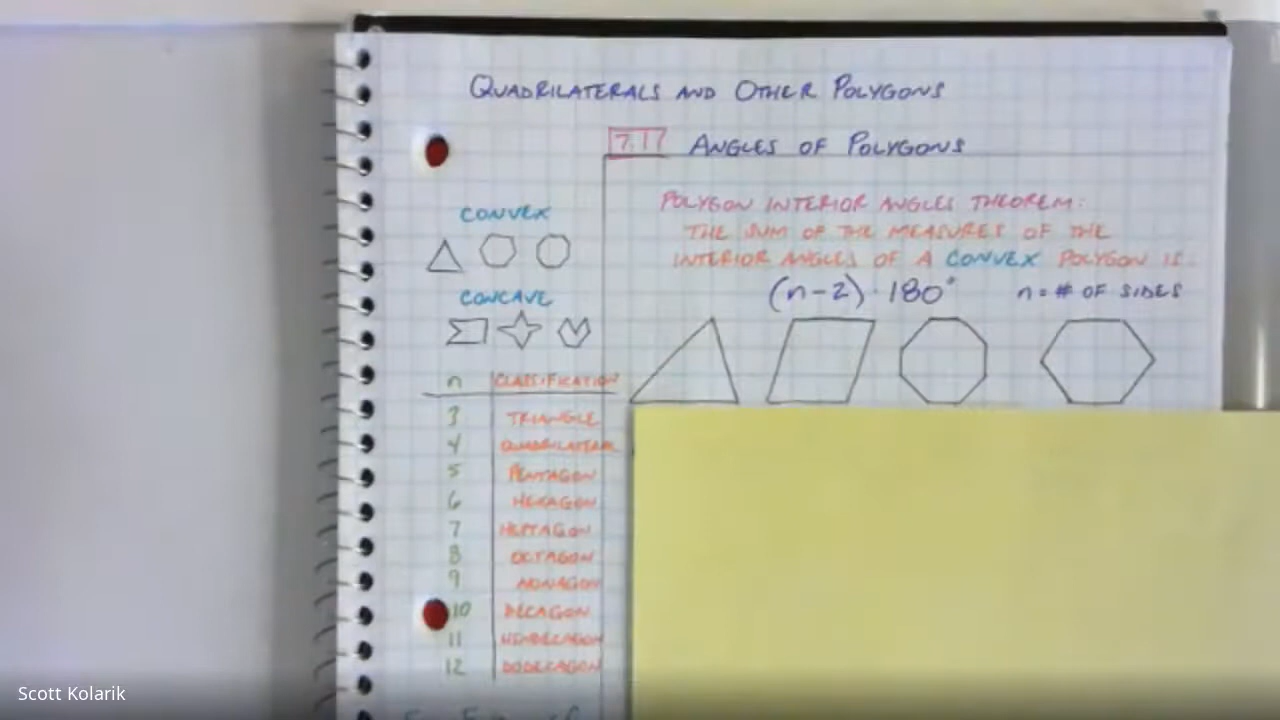 QUADRILATERALS AND OTHER POLYGONS
7.1 ANGLES OF POLYGONS
POLYGON INTERIOR ANGLES THEOREM:
THE SUM OF THE MEASURES OF THE
INTERIOR ANGLES OF A CONVEX POLYGON IS
(n-2)·180° n = # OF SIDES
CONVEX
CONCAVE
n CLASSIFICATION
3 TRIANGLE
4 QUADRILATERAL
5 PENTAGON
6 HEXAGON
7 HEPTAGON
8 OCTAGON
9 NONAGON
10 DECAGON
11 HENDECAGON
12 DODECAGON
Scott Kolarik